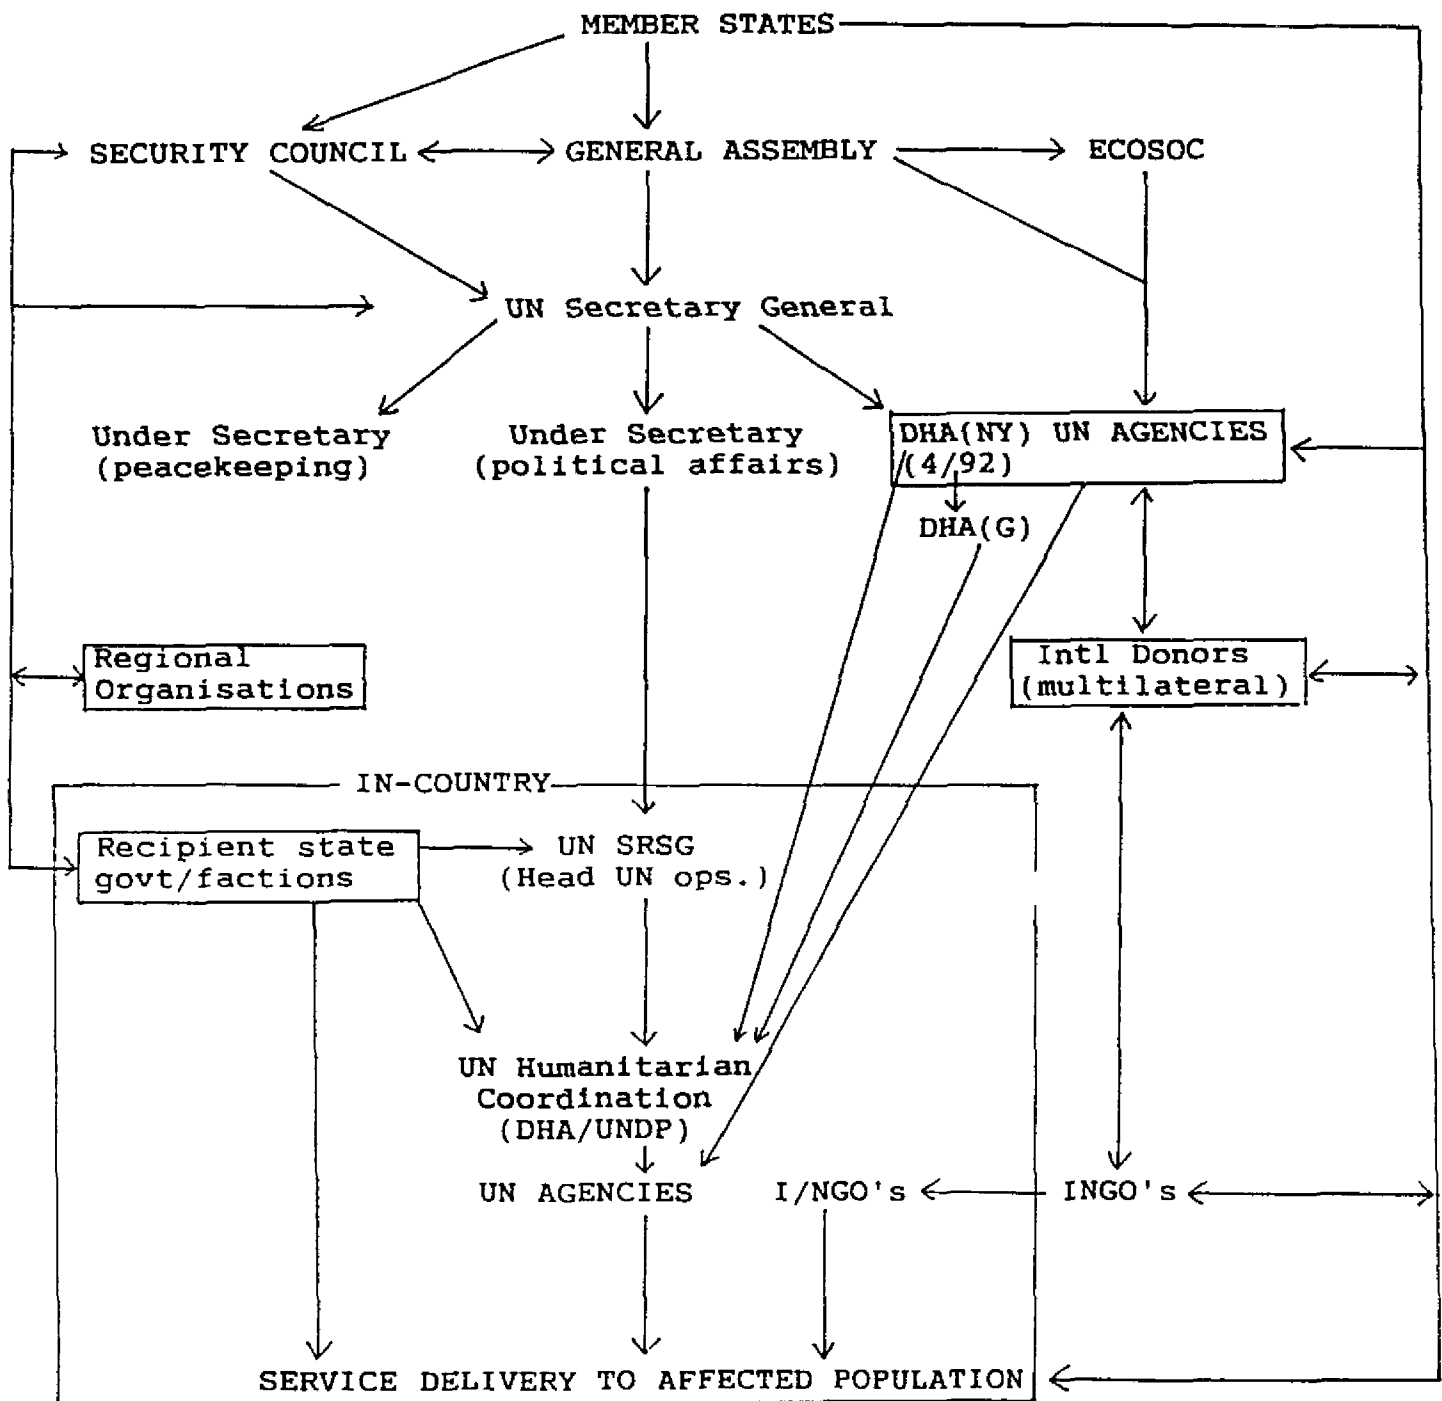 MEMBER STATES
SECURITY COUNCIL
GENERAL ASSEMBLY
ECOSOC
UN Secretary General
Under Secretary
(peacekeeping)
Under Secretary
(political affairs)
DHA(NY) UN AGENCIES
(4/92)
DHA(G)
Regional
Organisations
Intl Donors
(multilateral)
IN-COUNTRY
Recipient state
govt/factions
UN SRSG
(Head UN ops.)
UN Humanitarian
Coordination
(DHA/UNDP)
UN AGENCIES
I/NGO's
INGO's
SERVICE DELIVERY TO AFFECTED POPULATION